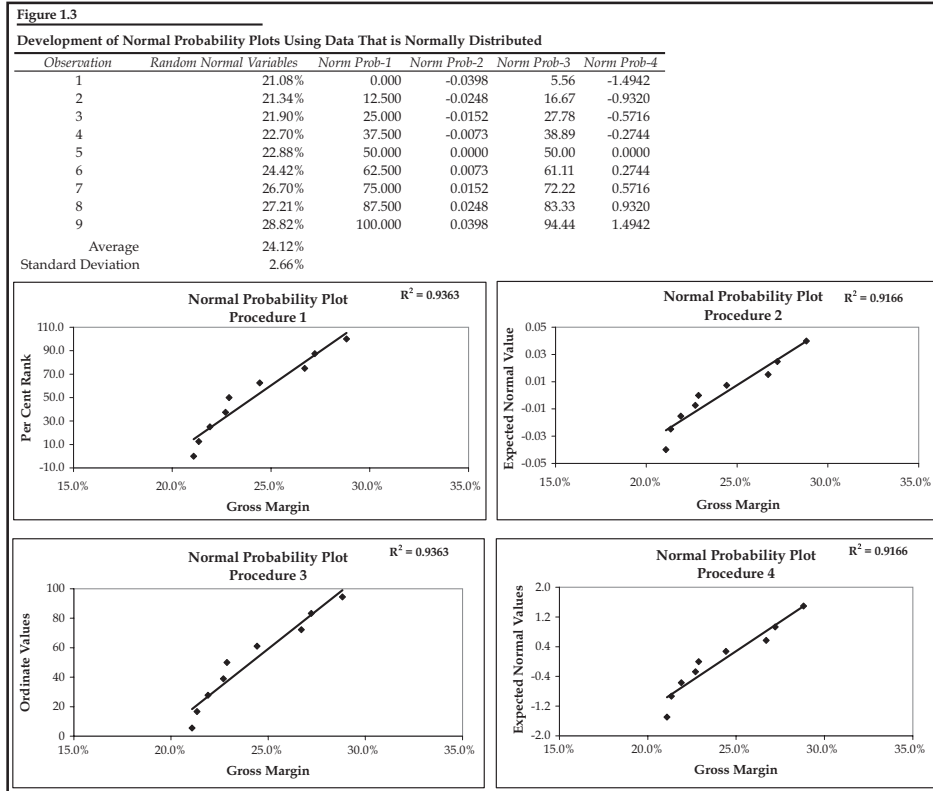 Figure 1.3
Development of Normal Probability Plots Using Data That is Normally Distributed
Observation Random Normal Variables Norm Prob-1 Norm Prob-2 Norm Prob-3 Norm Prob-4
1 21.08% 0.000 -0.0398 5.56 -1.4942
2 21.34% 12.500 -0.0248 16.67 -0.9320
3 21.90% 25.000 -0.0152 27.78 -0.5716
4 22.70% 37.500 -0.0073 38.89 -0.2744
5 22.88% 50.000 0.0000 50.00 0.0000
6 24.42% 62.500 0.0073 61.11 0.2744
7 26.70% 75.000 0.0152 72.22 0.5716
8 27.21% 87.500 0.0248 83.33 0.9320
9 28.82% 100.000 0.0398 94.44 1.4942
Average 24.12%
Standard Deviation 2.66%
Normal Probability Plot
Procedure 1
R² = 0.9363
Per Cent Rank
110.0
90.0
70.0
50.0
30.0
10.0
-10.0
15.0% 20.0% 25.0% 30.0% 35.0%
Gross Margin
Normal Probability Plot
Procedure 2
R² = 0.9166
Expected Normal Value
0.05
0.03
0.01
-0.01
-0.03
-0.05
15.0% 20.0% 25.0% 30.0% 35.0%
Gross Margin
Normal Probability Plot
Procedure 3
R² = 0.9363
Ordinate Values
100
80
60
40
20
0
15.0% 20.0% 25.0% 30.0% 35.0%
Gross Margin
Normal Probability Plot
Procedure 4
R² = 0.9166
Expected Normal Values
2.0
1.2
0.4
-0.4
-1.2
-2.0
15.0% 20.0% 25.0% 30.0% 35.0%
Gross Margin